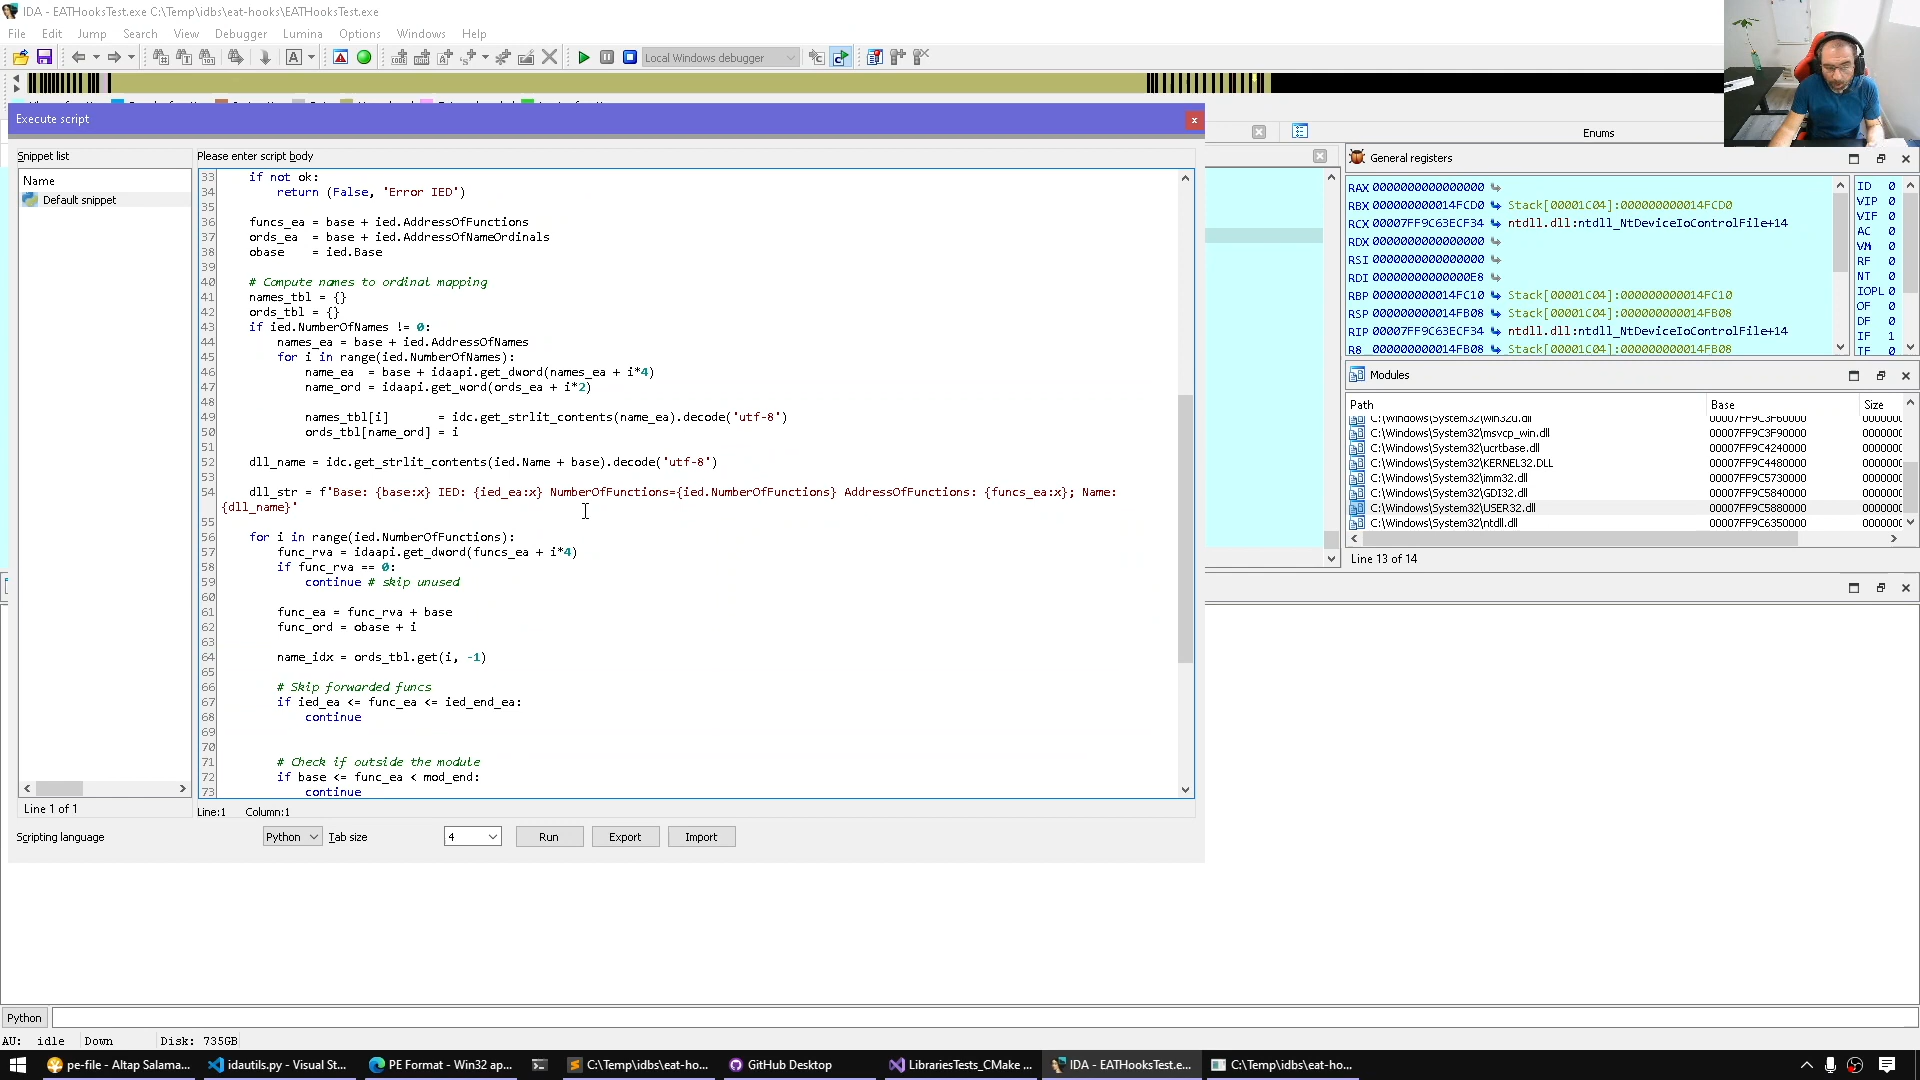 IDA - EATHooksTest.exe C:\Temp\idbs\eat-hooks\EATHooksTest.exe
File Edit Jump Search View Debugger Lumina Options Windows Help
Local Windows debugger
Execute script
Snippet list
Please enter script body
Name
Default snippet
33 if not ok:
34 return (False, 'Error IED')
35
36 funcs_ea = base + ied.AddressOfFunctions
37 ords_ea = base + ied.AddressOfNameOrdinals
38 obase = ied.Base
39
40 # Compute names to ordinal mapping
41 names_tbl = {}
42 ords_tbl = {}
43 if ied.NumberOfNames != 0:
44 names_ea = base + ied.AddressOfNames
45 for i in range(ied.NumberOfNames):
46 name_ea = base + idaapi.get_dword(names_ea + i*4)
47 name_ord = idaapi.get_word(ords_ea + i*2)
48
49 names_tbl[i] = idc.get_strlit_contents(name_ea).decode('utf-8')
50 ords_tbl[name_ord] = i
51
52 dll_name = idc.get_strlit_contents(ied.Name + base).decode('utf-8')
53
54 dll_str = f'Base: {base:x} IED: {ied_ea:x} NumberOfFunctions={ied.NumberOfFunctions} AddressOfFunctions: {funcs_ea:x}; Name:
{dll_name}'
55
56 for i in range(ied.NumberOfFunctions):
57 func_rva = idaapi.get_dword(funcs_ea + i*4)
58 if func_rva == 0:
59 continue # skip unused
60
61 func_ea = func_rva + base
62 func_ord = obase + i
63
64 name_idx = ords_tbl.get(i, -1)
65
66 # Skip forwarded funcs
67 if ied_ea <= func_ea <= ied_end_ea:
68 continue
69
70
71 # Check if outside the module
72 if base <= func_ea < mod_end:
73 continue
Line 1 of 1
Line:1 Column:1
Scripting language Python Tab size 4 Run Export Import
Enums
General registers
RAX 0000000000000000
RBX 000000000014FCD0 Stack[00001C04]:000000000014FCD0
RCX 00007FF9C63ECF34 ntdll.dll:ntdll_NtDeviceIoControlFile+14
RDX 0000000000000000
RSI 0000000000000000
RDI 00000000000000E8
RBP 000000000014FC10 Stack[00001C04]:000000000014FC10
RSP 000000000014FB08 Stack[00001C04]:000000000014FB08
RIP 00007FF9C63ECF34 ntdll.dll:ntdll_NtDeviceIoControlFile+14
R8 000000000014FB08 Stack[00001C04]:000000000014FB08
ID 0
VIP 0
VIF 0
AC 0
VM 0
RF 0
NT 0
IOPL 0
OF 0
DF 0
IF 1
TF 0
Modules
Path Base Size
C:\Windows\System32\win32u.dll 00007FF9C3F60000
C:\Windows\System32\msvcp_win.dll 00007FF9C3F90000 000000
C:\Windows\System32\ucrtbase.dll 00007FF9C4240000 000000
C:\Windows\System32\KERNEL32.DLL 00007FF9C4480000 000000
C:\Windows\System32\imm32.dll 00007FF9C5730000 000000
C:\Windows\System32\GDI32.dll 00007FF9C5840000 000000
C:\Windows\System32\USER32.dll 00007FF9C5880000 000000
C:\Windows\System32\ntdll.dll 00007FF9C6350000 000000
Line 13 of 14
Python
AU: idle Down Disk: 735GB
pe-file - Altap Salama...
idautils.py - Visual St...
PE Format - Win32 ap...
C:\Temp\idbs\eat-ho...
GitHub Desktop
LibrariesTests_CMake ...
IDA - EATHooksTest.e...
C:\Temp\idbs\eat-ho...